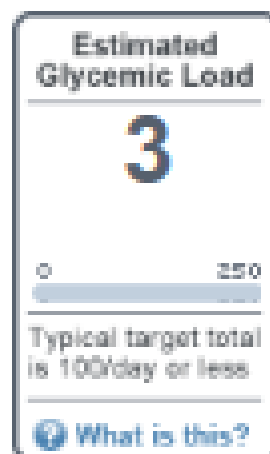 Estimated
Glycemic Load
3
0 250
Typical target total
is 100/day or less
What is this?